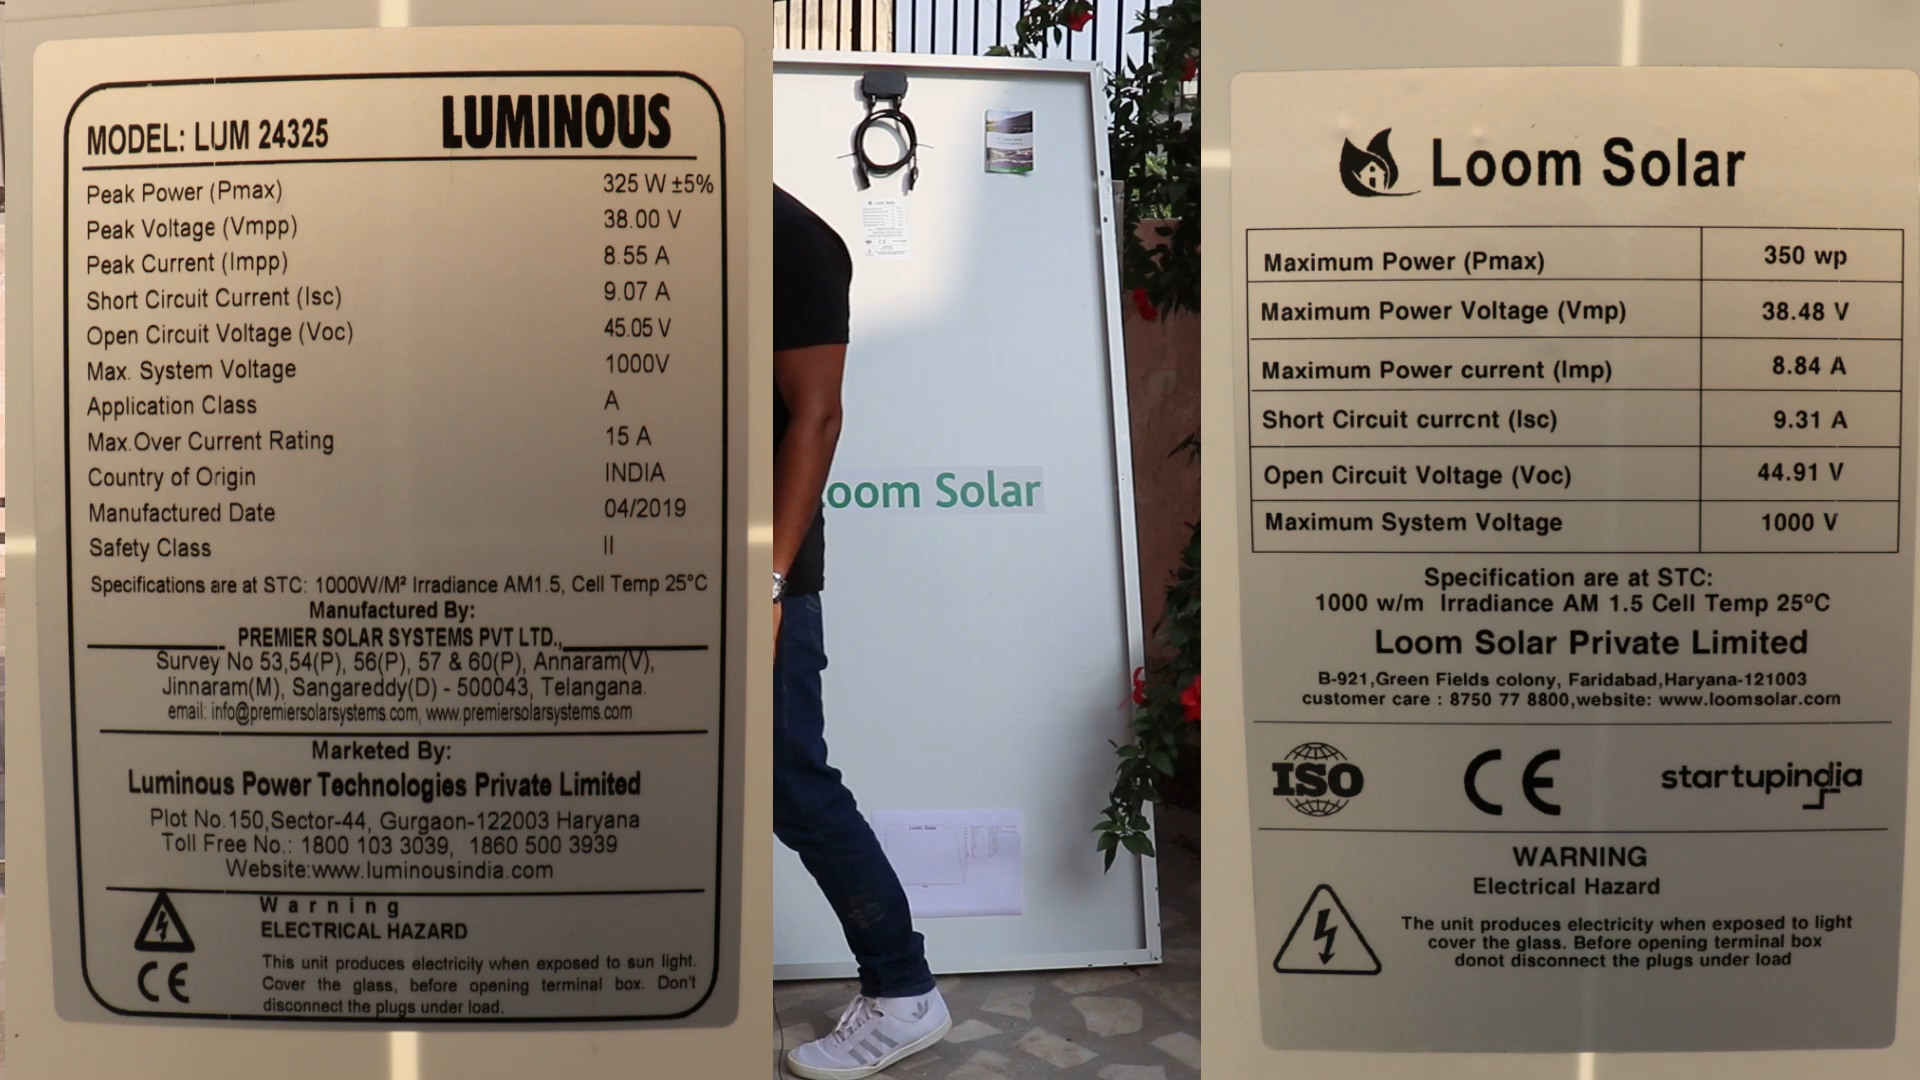 MODEL: LUM 24325 LUMINOUS
Peak Power (Pmax) 325 W ±5%
Peak Voltage (Vmpp) 38.00 V
Peak Current (Impp) 8.55 A
Short Circuit Current (Isc) 9.07 A
Open Circuit Voltage (Voc) 45.05 V
Max. System Voltage 1000V
Application Class A
Max.Over Current Rating 15 A
Country of Origin INDIA
Manufactured Date 04/2019
Safety Class II
Specifications are at STC: 1000W/M² Irradiance AM1.5, Cell Temp 25°C
Manufactured By:
PREMIER SOLAR SYSTEMS PVT LTD.,
Survey No 53,54(P), 56(P), 57 & 60(P), Annaram(V),
Jinnaram(M), Sangareddy(D) - 500043, Telangana.
email: info@premiersolarsystems.com, www.premiersolarsystems.com
Marketed By:
Luminous Power Technologies Private Limited
Plot No.150,Sector-44, Gurgaon-122003 Haryana
Toll Free No.: 1800 103 3039, 1860 500 3939
Website:www.luminousindia.com
Warning
ELECTRICAL HAZARD
This unit produces electricity when exposed to sun light.
Cover the glass, before opening terminal box. Don't
disconnect the plugs under load.
CE
Loom Solar
oom Solar
Loom Solar
Loom Solar
Maximum Power (Pmax) 350 wp
Maximum Power Voltage (Vmp) 38.48 V
Maximum Power current (Imp) 8.84 A
Short Circuit currcnt (Isc) 9.31 A
Open Circuit Voltage (Voc) 44.91 V
Maximum System Voltage 1000 V
Specification are at STC:
1000 w/m Irradiance AM 1.5 Cell Temp 25ºC
Loom Solar Private Limited
B-921,Green Fields colony, Faridabad,Haryana-121003
customer care : 8750 77 8800,website: www.loomsolar.com
ISO CE startupindia
WARNING
Electrical Hazard
The unit produces electricity when exposed to light
cover the glass. Before opening terminal box
donot disconnect the plugs under load